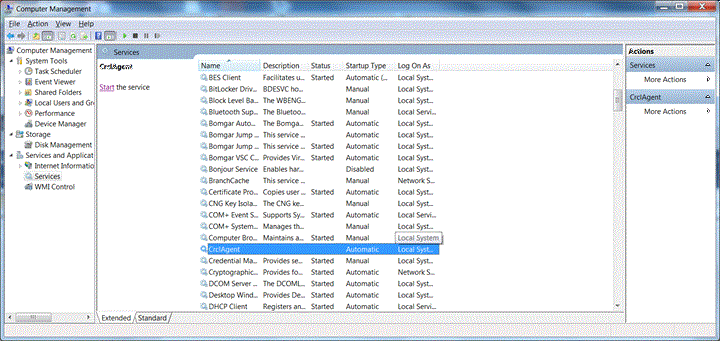 Computer Management
File Action View Help
Computer Management
System Tools
Task Scheduler
Event Viewer
Shared Folders
Local Users and Gr
Performance
Device Manager
Storage
Disk Management
Services and Applicat
Internet Information
Services
WMI Control
Services
CrclAgent
Start the service
Name Description Status Startup Type Log On As
BES Client Facilitates u... Started Automatic (... Local Syst...
BitLocker Driv... BDESVC ho... Manual Local Syst...
Block Level Ba... The WBENG... Manual Local Syst...
Bluetooth Sup... The Bluetoo... Manual Local Servi...
Bomgar Auto... The Bomga... Started Automatic Local Syst...
Bomgar Jump ... This service ... Automatic Local Syst...
Bomgar Jump ... This service ... Started Automatic Local Syst...
Bomgar VSC C... Provides Vir... Started Automatic Local Syst...
Bonjour Service Enables har... Disabled Local Syst...
BranchCache This service ... Manual Network S...
Certificate Pro... Copies user ... Started Manual Local Syst...
CNG Key Isola... The CNG ke... Manual Local Syst...
COM+ Event S... Supports Sy... Started Automatic Local Servi...
COM+ System... Manages th... Manual Local Syst...
Computer Bro... Maintains a... Started Manual Local System
CrclAgent Automatic Local Syst...
Credential Ma... Provides se... Started Manual Local Syst...
Cryptographic... Provides fo... Started Automatic Network S...
DCOM Server ... The DCOML... Started Automatic Local Syst...
Desktop Wind... Provides De... Started Automatic Local Syst...
DHCP Client Registers an... Started Automatic Local Servi...
Extended Standard
Actions
Services
More Actions
CrclAgent
More Actions